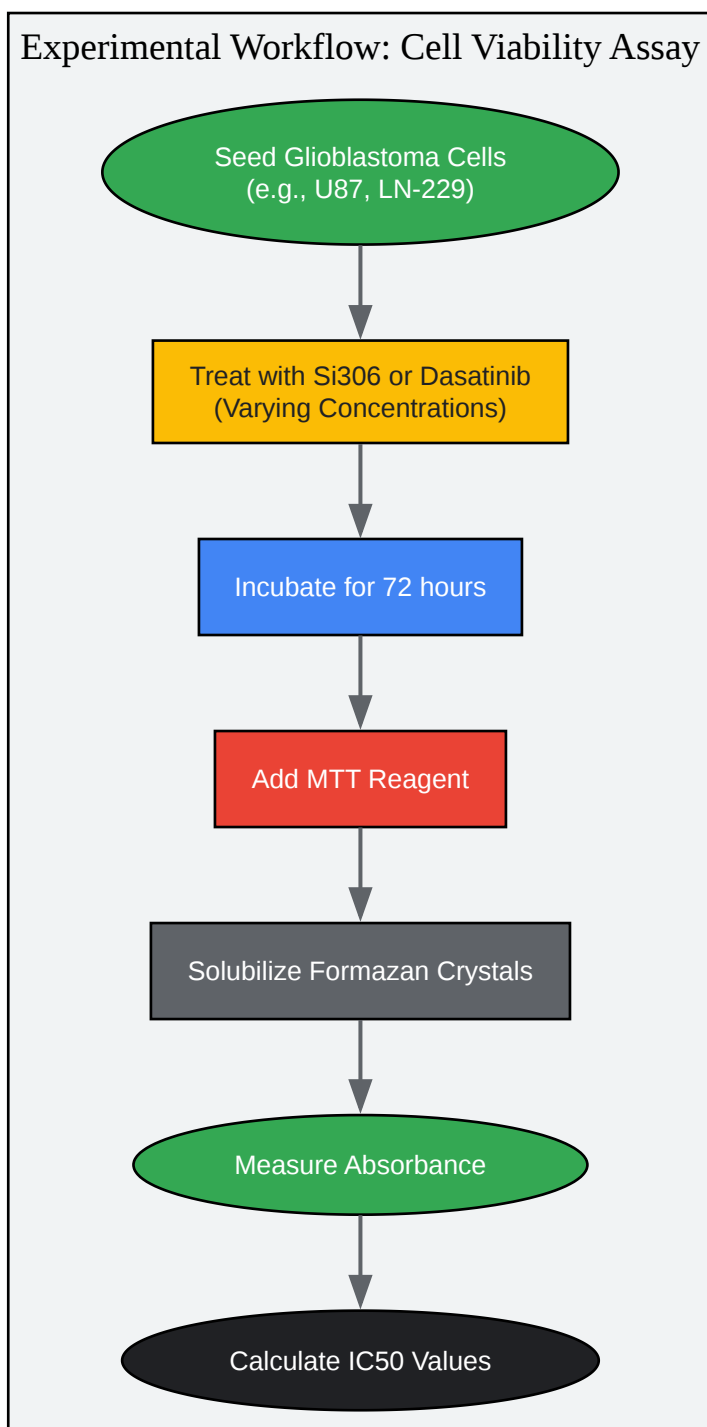 Experimental Workflow: Cell Viability Assay
Seed Glioblastoma Cells
(e.g., U87, LN-229)
Treat with Si306 or Dasatinib
(Varying Concentrations)
Incubate for 72 hours
Add MTT Reagent
Solubilize Formazan Crystals
Measure Absorbance
Calculate IC50 Values